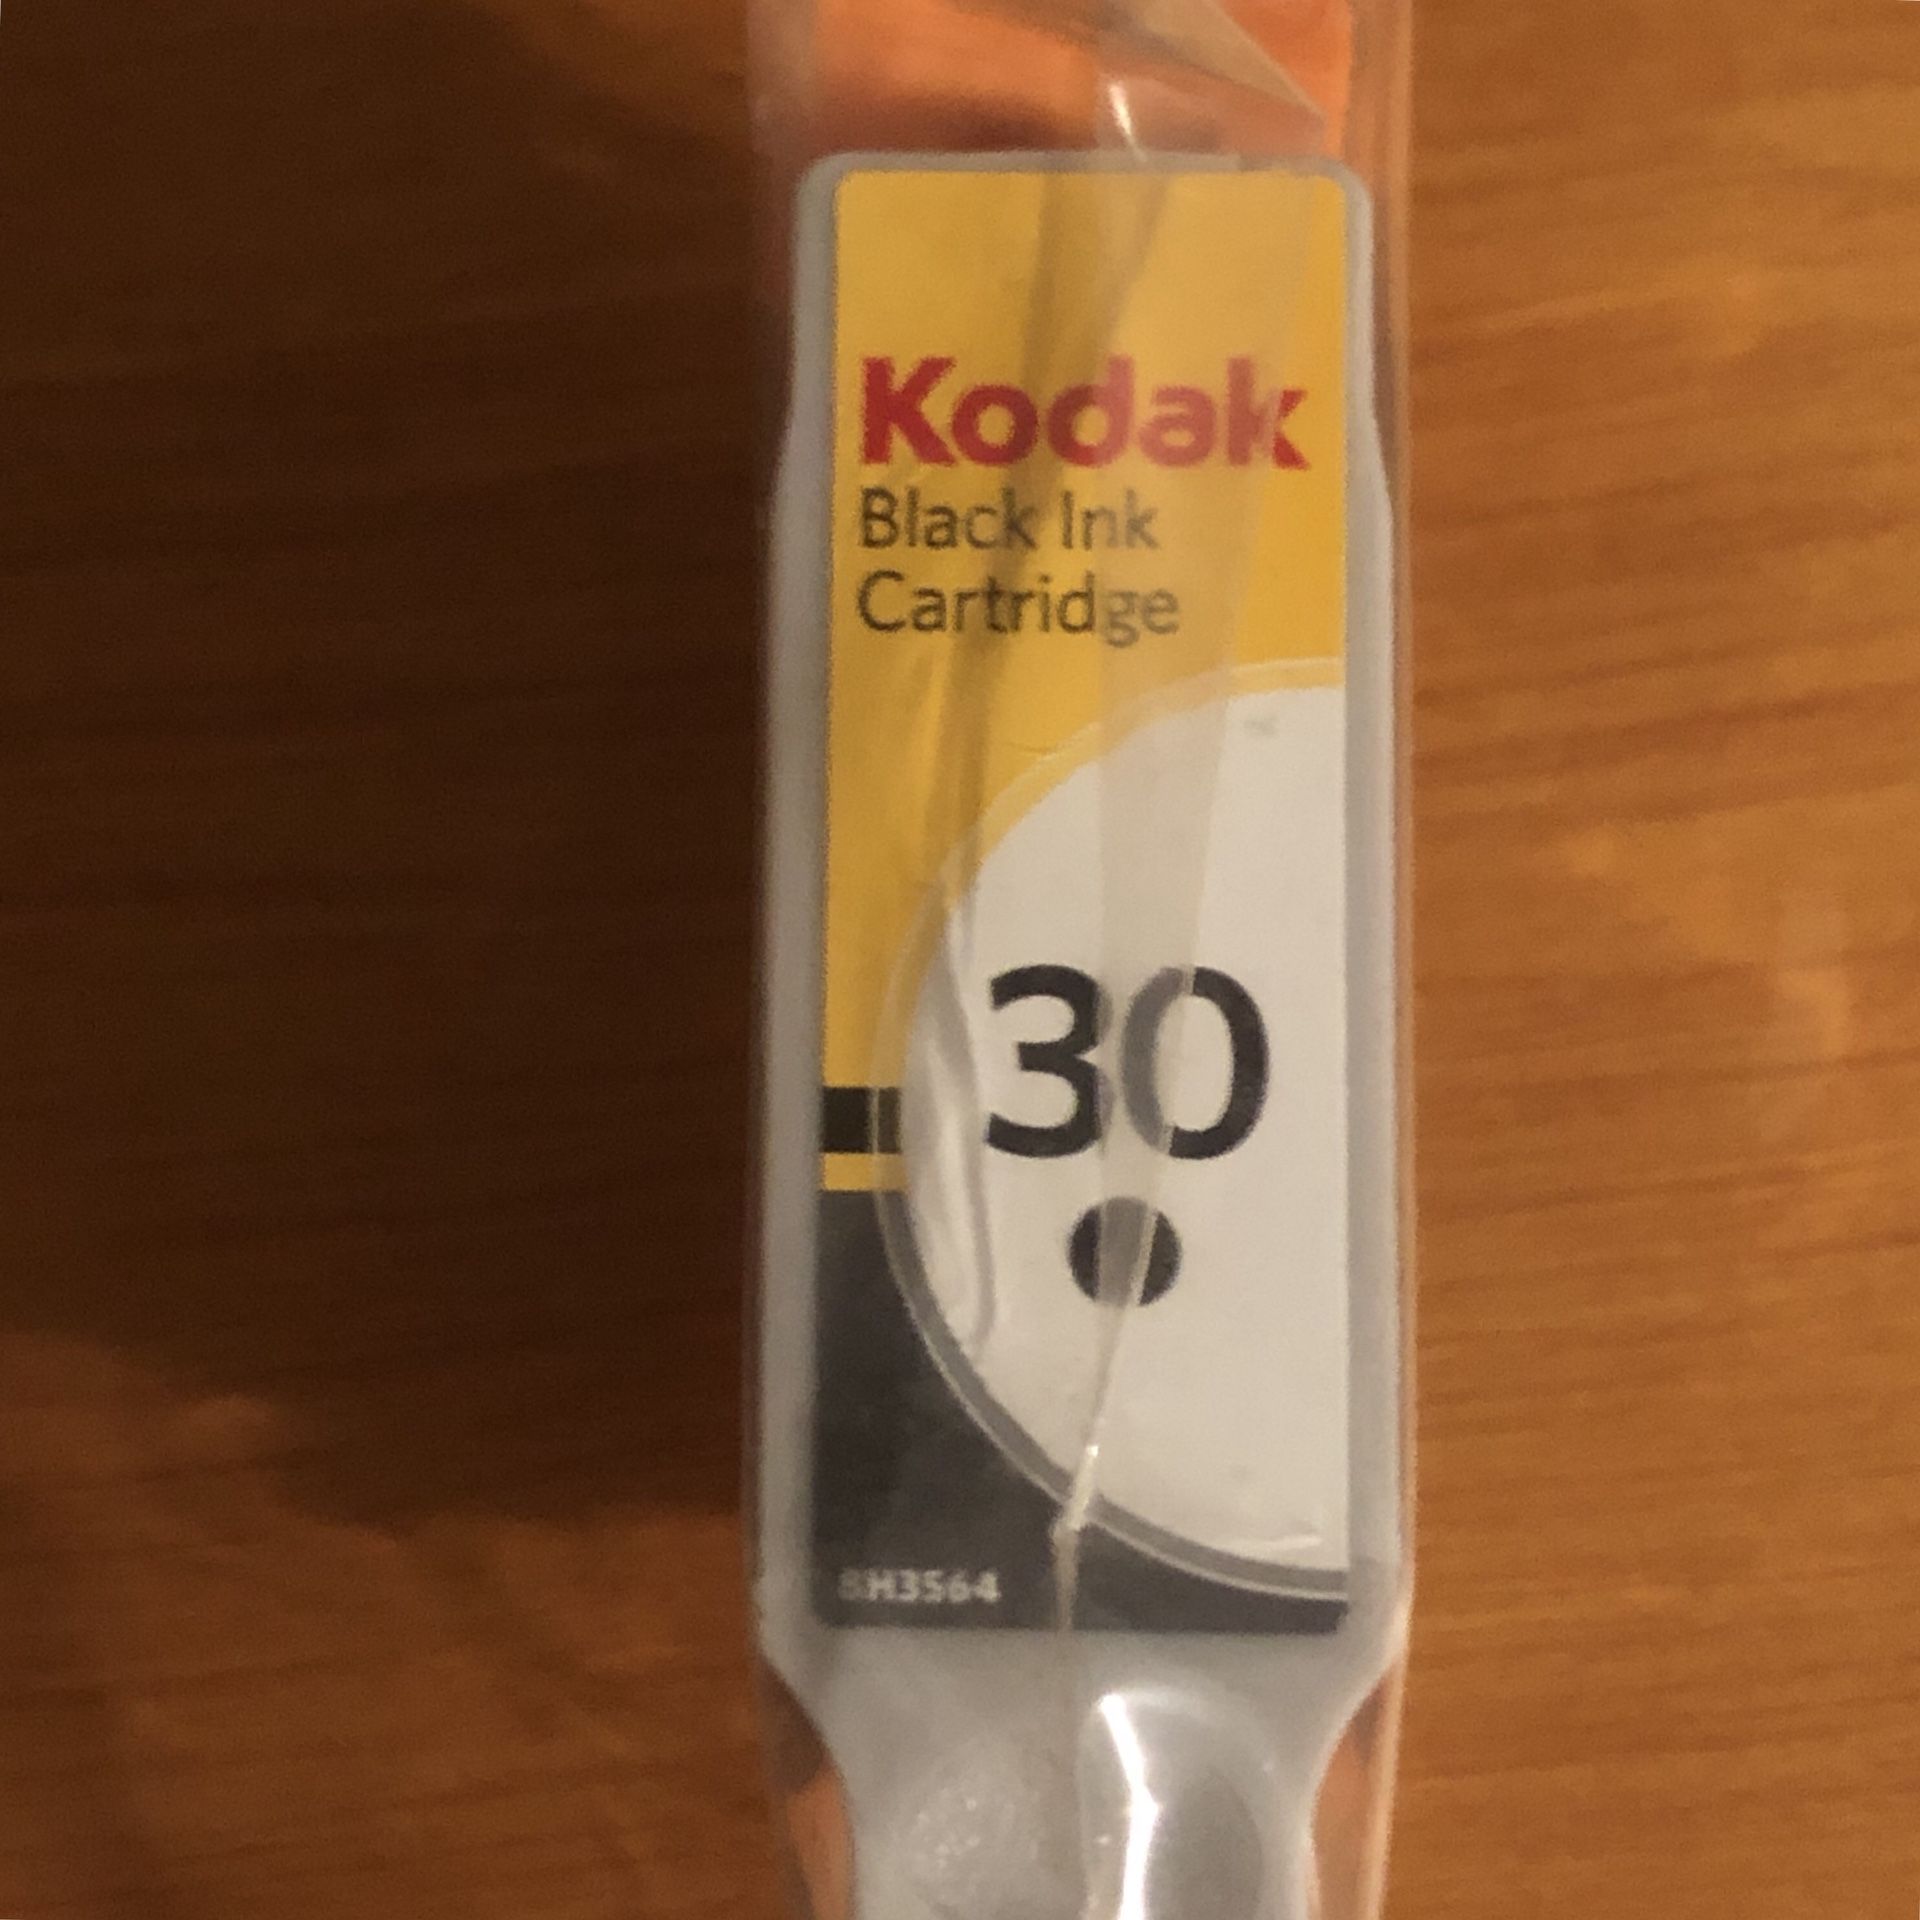 Kodak
Black Ink
Cartridge
30